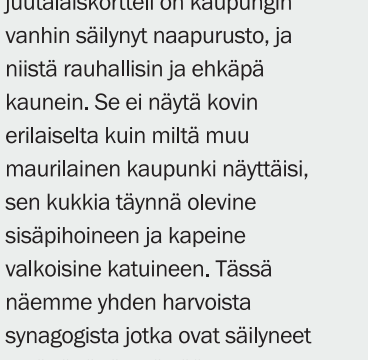 juutalaiskortteli on kaupungin
vanhin säilynyt naapurusto, ja
niistä rauhallisin ja ehkäpä
kaunein. Se ei näytä kovin
erilaiselta kuin miltä muu
maurilainen kaupunki näyttäisi,
sen kukkia täynnä olevine
sisäpihoineen ja kapeine
valkoisine katuineen. Tässä
näemme yhden harvoista
synagogista jotka ovat säilyneet